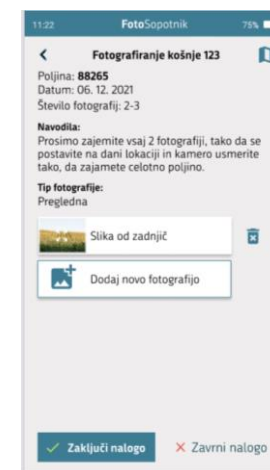 11:22 FotoSopotnik 75%
Fotografiranje košnje 123
Poljina: 88265
Datum: 06. 12. 2021
Število fotografij: 2-3
Navodila:
Prosimo zajemite vsaj 2 fotografiji, tako da se
postavite na dani lokaciji in kamero usmerite
tako, da zajamete celotno poljino.
Tip fotografije:
Pregledna
Slika od zadnjič
Dodaj novo fotografijo
Zaključi nalogo
Zavrni nalogo